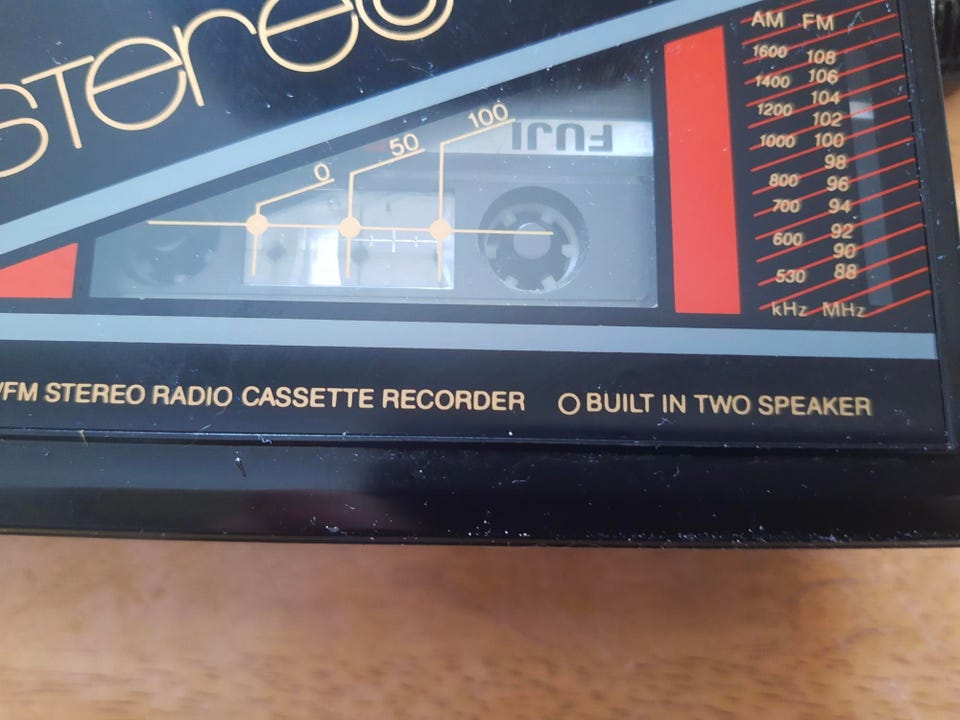 stereo
0
50
100
FUJI
AM FM
1600 108
1400 106
1200 104
102
1000 100
98
800 96
700 94
600 92
90
530 88
kHz MHz
/FM STEREO RADIO CASSETTE RECORDER
BUILT IN TWO SPEAKER